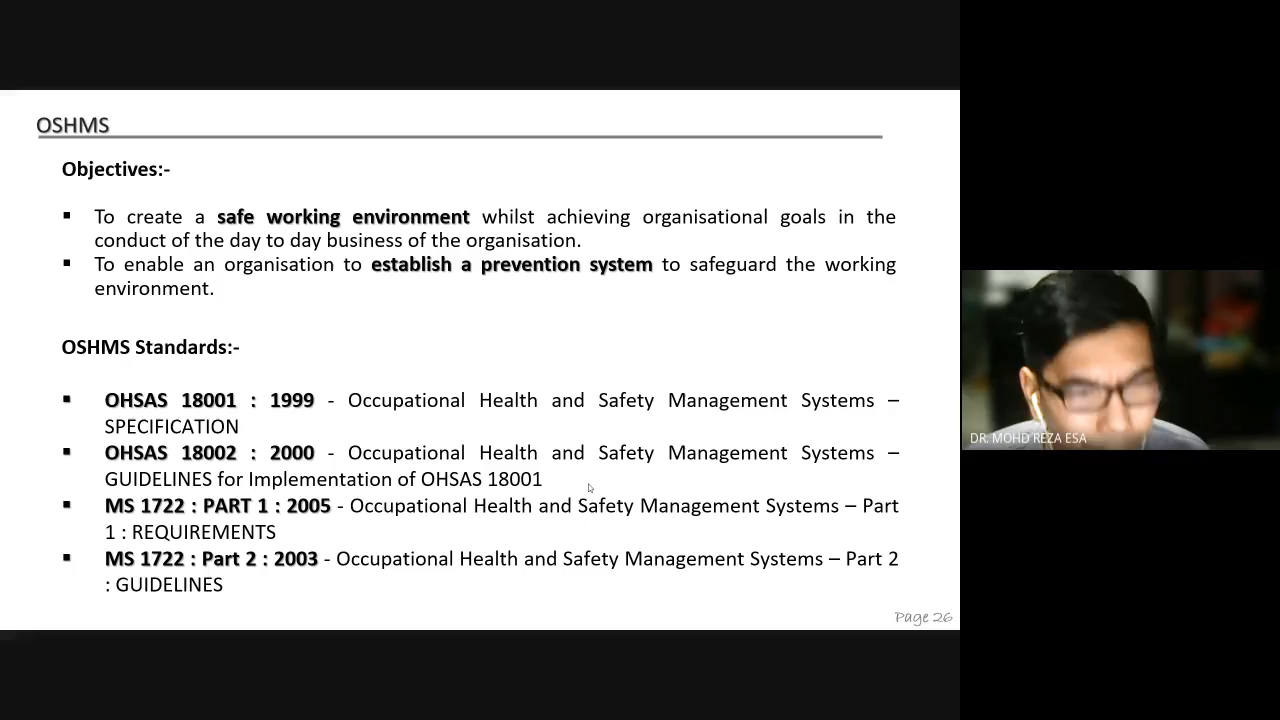 OSHMS
Objectives:-
▪ To create a safe working environment whilst achieving organisational goals in the
conduct of the day to day business of the organisation.
▪ To enable an organisation to establish a prevention system to safeguard the working
environment.
OSHMS Standards:-
▪ OHSAS 18001 : 1999 - Occupational Health and Safety Management Systems –
SPECIFICATION
▪ OHSAS 18002 : 2000 - Occupational Health and Safety Management Systems –
GUIDELINES for Implementation of OHSAS 18001
▪ MS 1722 : PART 1 : 2005 - Occupational Health and Safety Management Systems – Part
1 : REQUIREMENTS
▪ MS 1722 : Part 2 : 2003 - Occupational Health and Safety Management Systems – Part 2
: GUIDELINES
Page 26
DR. MOHD REZA ESA